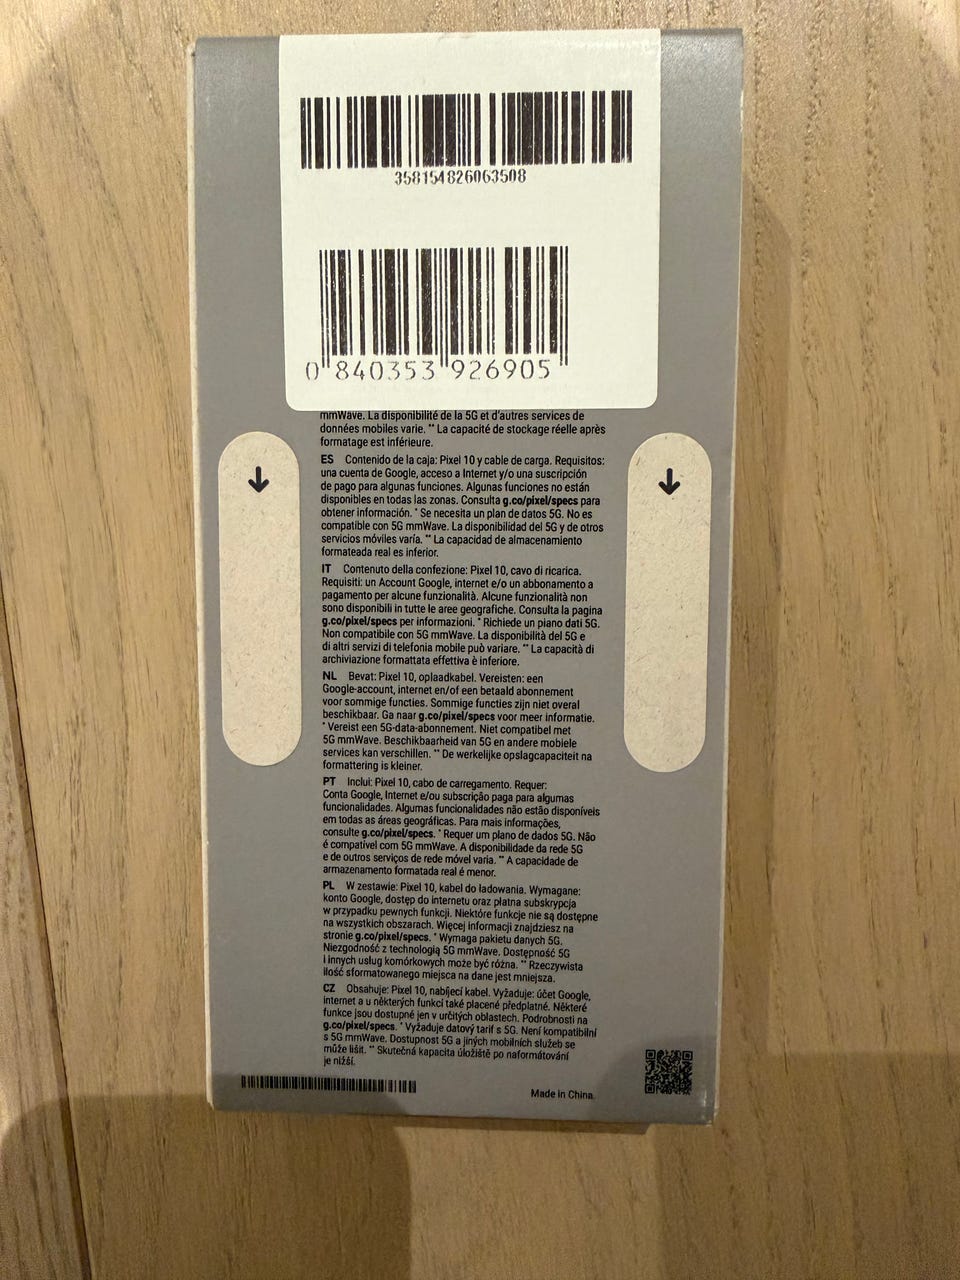 358154826063508
0 840353 926905
mmWave. La disponibilité de la 5G et d'autres services de
données mobiles varie. ** La capacité de stockage réelle après
formatage est inférieure.
ES Contenido de la caja: Pixel 10 y cable de carga. Requisitos:
una cuenta de Google, acceso a Internet y/o una suscripción
de pago para algunas funciones. Algunas funciones no están
disponibles en todas las zonas. Consulta g.co/pixel/specs para
obtener información. * Se necesita un plan de datos 5G. No es
compatible con 5G mmWave. La disponibilidad del 5G y de otros
servicios móviles varía. ** La capacidad de almacenamiento
formateada real es inferior.
IT Contenuto della confezione: Pixel 10, cavo di ricarica.
Requisiti: un Account Google, internet e/o un abbonamento a
pagamento per alcune funzionalità. Alcune funzionalità non
sono disponibili in tutte le aree geografiche. Consulta la pagina
g.co/pixel/specs per informazioni. * Richiede un piano dati 5G.
Non compatibile con 5G mmWave. La disponibilità del 5G e
di altri servizi di telefonia mobile può variare. ** La capacità di
archiviazione formattata effettiva è inferiore.
NL Bevat: Pixel 10, oplaadkabel. Vereisten: een
Google-account, internet en/of een betaald abonnement
voor sommige functies. Sommige functies zijn niet overal
beschikbaar. Ga naar g.co/pixel/specs voor meer informatie.
* Vereist een 5G-data-abonnement. Niet compatibel met
5G mmWave. Beschikbaarheid van 5G en andere mobiele
services kan verschillen. ** De werkelijke opslagcapaciteit na
formattering is kleiner.
PT Inclui: Pixel 10, cabo de carregamento. Requer:
Conta Google, Internet e/ou subscrição paga para algumas
funcionalidades. Algumas funcionalidades não estão disponíveis
em todas as áreas geográficas. Para mais informações,
consulte g.co/pixel/specs. * Requer um plano de dados 5G. Não
é compatível com 5G mmWave. A disponibilidade da rede 5G
e de outros serviços de rede móvel varia. ** A capacidade de
armazenamento formatada real é menor.
PL W zestawie: Pixel 10, kabel do ładowania. Wymagane:
konto Google, dostęp do internetu oraz płatna subskrypcja
w przypadku pewnych funkcji. Niektóre funkcje nie są dostępne
na wszystkich obszarach. Więcej informacji znajdziesz na
stronie g.co/pixel/specs. * Wymaga pakietu danych 5G.
Niezgodność z technologią 5G mmWave. Dostępność 5G
i innych usług komórkowych może być różna. ** Rzeczywista
ilość sformatowanego miejsca na dane jest mniejsza.
CZ Obsahuje: Pixel 10, nabíjecí kabel. Vyžaduje: účet Google,
internet a u některých funkcí také placené předplatné. Některé
funkce jsou dostupné jen v určitých oblastech. Podrobnosti na
g.co/pixel/specs. * Vyžaduje datový tarif s 5G. Není kompatibilní
s 5G mmWave. Dostupnost 5G a jiných mobilních služeb se
může lišit. ** Skutečná kapacita úložiště po naformátování
je nižší.
Made in China.